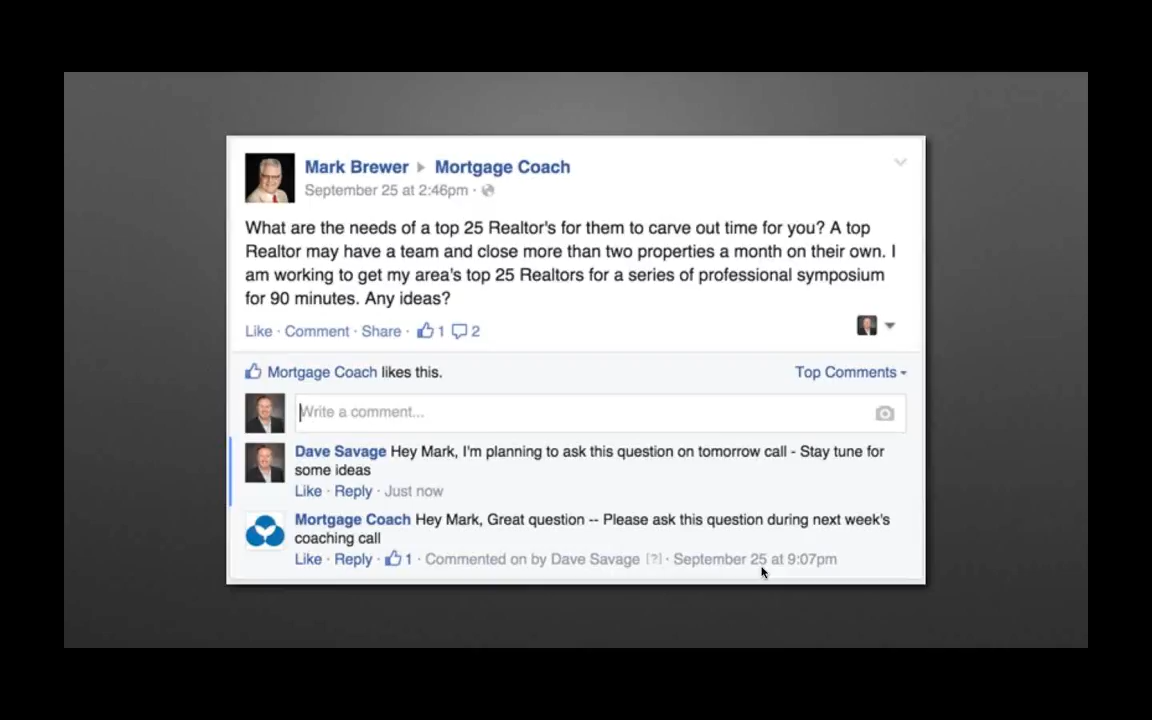 Mark Brewer ▸ Mortgage Coach
September 25 at 2:46pm ·
What are the needs of a top 25 Realtor's for them to carve out time for you? A top
Realtor may have a team and close more than two properties a month on their own. I
am working to get my area's top 25 Realtors for a series of professional symposium
for 90 minutes. Any ideas?
Like · Comment · Share · 1 2
Mortgage Coach likes this.
Top Comments
Write a comment...
Dave Savage Hey Mark, I'm planning to ask this question on tomorrow call - Stay tune for
some ideas
Like · Reply · Just now
Mortgage Coach Hey Mark, Great question -- Please ask this question during next week's
coaching call
Like · Reply · 1 · Commented on by Dave Savage [?] · September 25 at 9:07pm